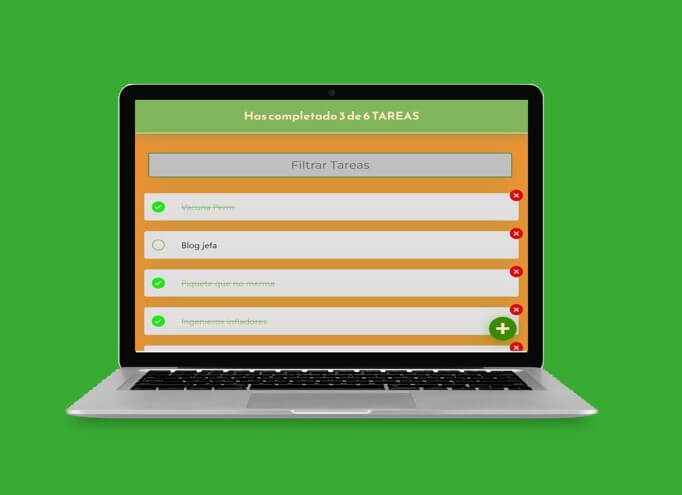 Has completado 3 de 6 TAREAS
Filtrar Tareas
Vacuna Perro
Blog jefa
Piquete que no merma
Ingenieros infladores